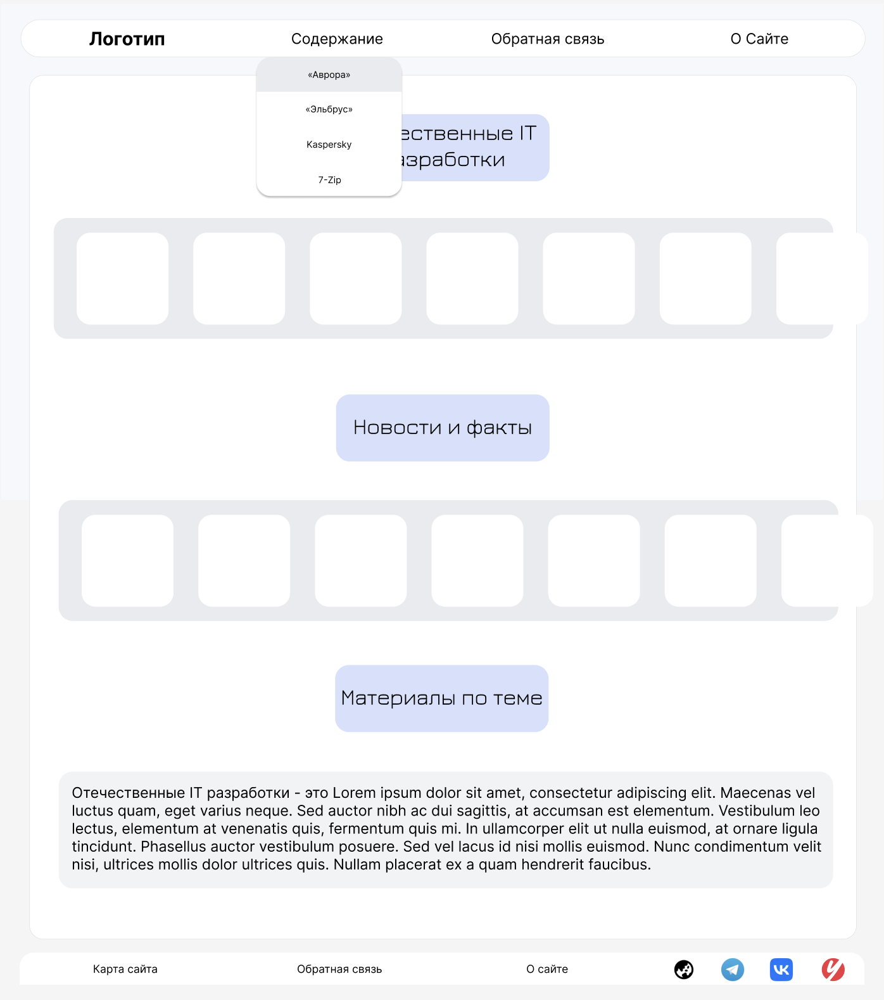 Логотип
Содержание
Обратная связь
О Сайте
«Аврора»
«Эльбрус»
Kaspersky
7-Zip
ественные IT
азработки
Новости и факты
Материалы по теме
Отечественные IT разработки - это Lorem ipsum dolor sit amet, consectetur adipiscing elit. Maecenas vel
luctus quam, eget varius neque. Sed auctor nibh ac dui sagittis, at accumsan est elementum. Vestibulum leo
lectus, elementum at venenatis quis, fermentum quis mi. In ullamcorper elit ut nulla euismod, at ornare ligula
tincidunt. Phasellus auctor vestibulum posuere. Sed vel lacus id nisi mollis euismod. Nunc condimentum velit
nisi, ultrices mollis dolor ultrices quis. Nullam placerat ex a quam hendrerit faucibus.
Карта сайта
Обратная связь
О сайте